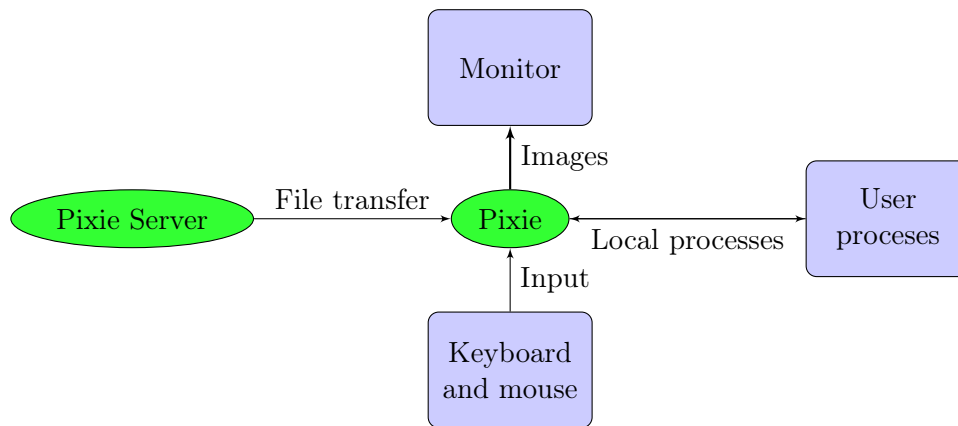 Monitor
Images
Pixie Server
File transfer
Pixie
Local processes
User
proceses
Input
Keyboard
and mouse